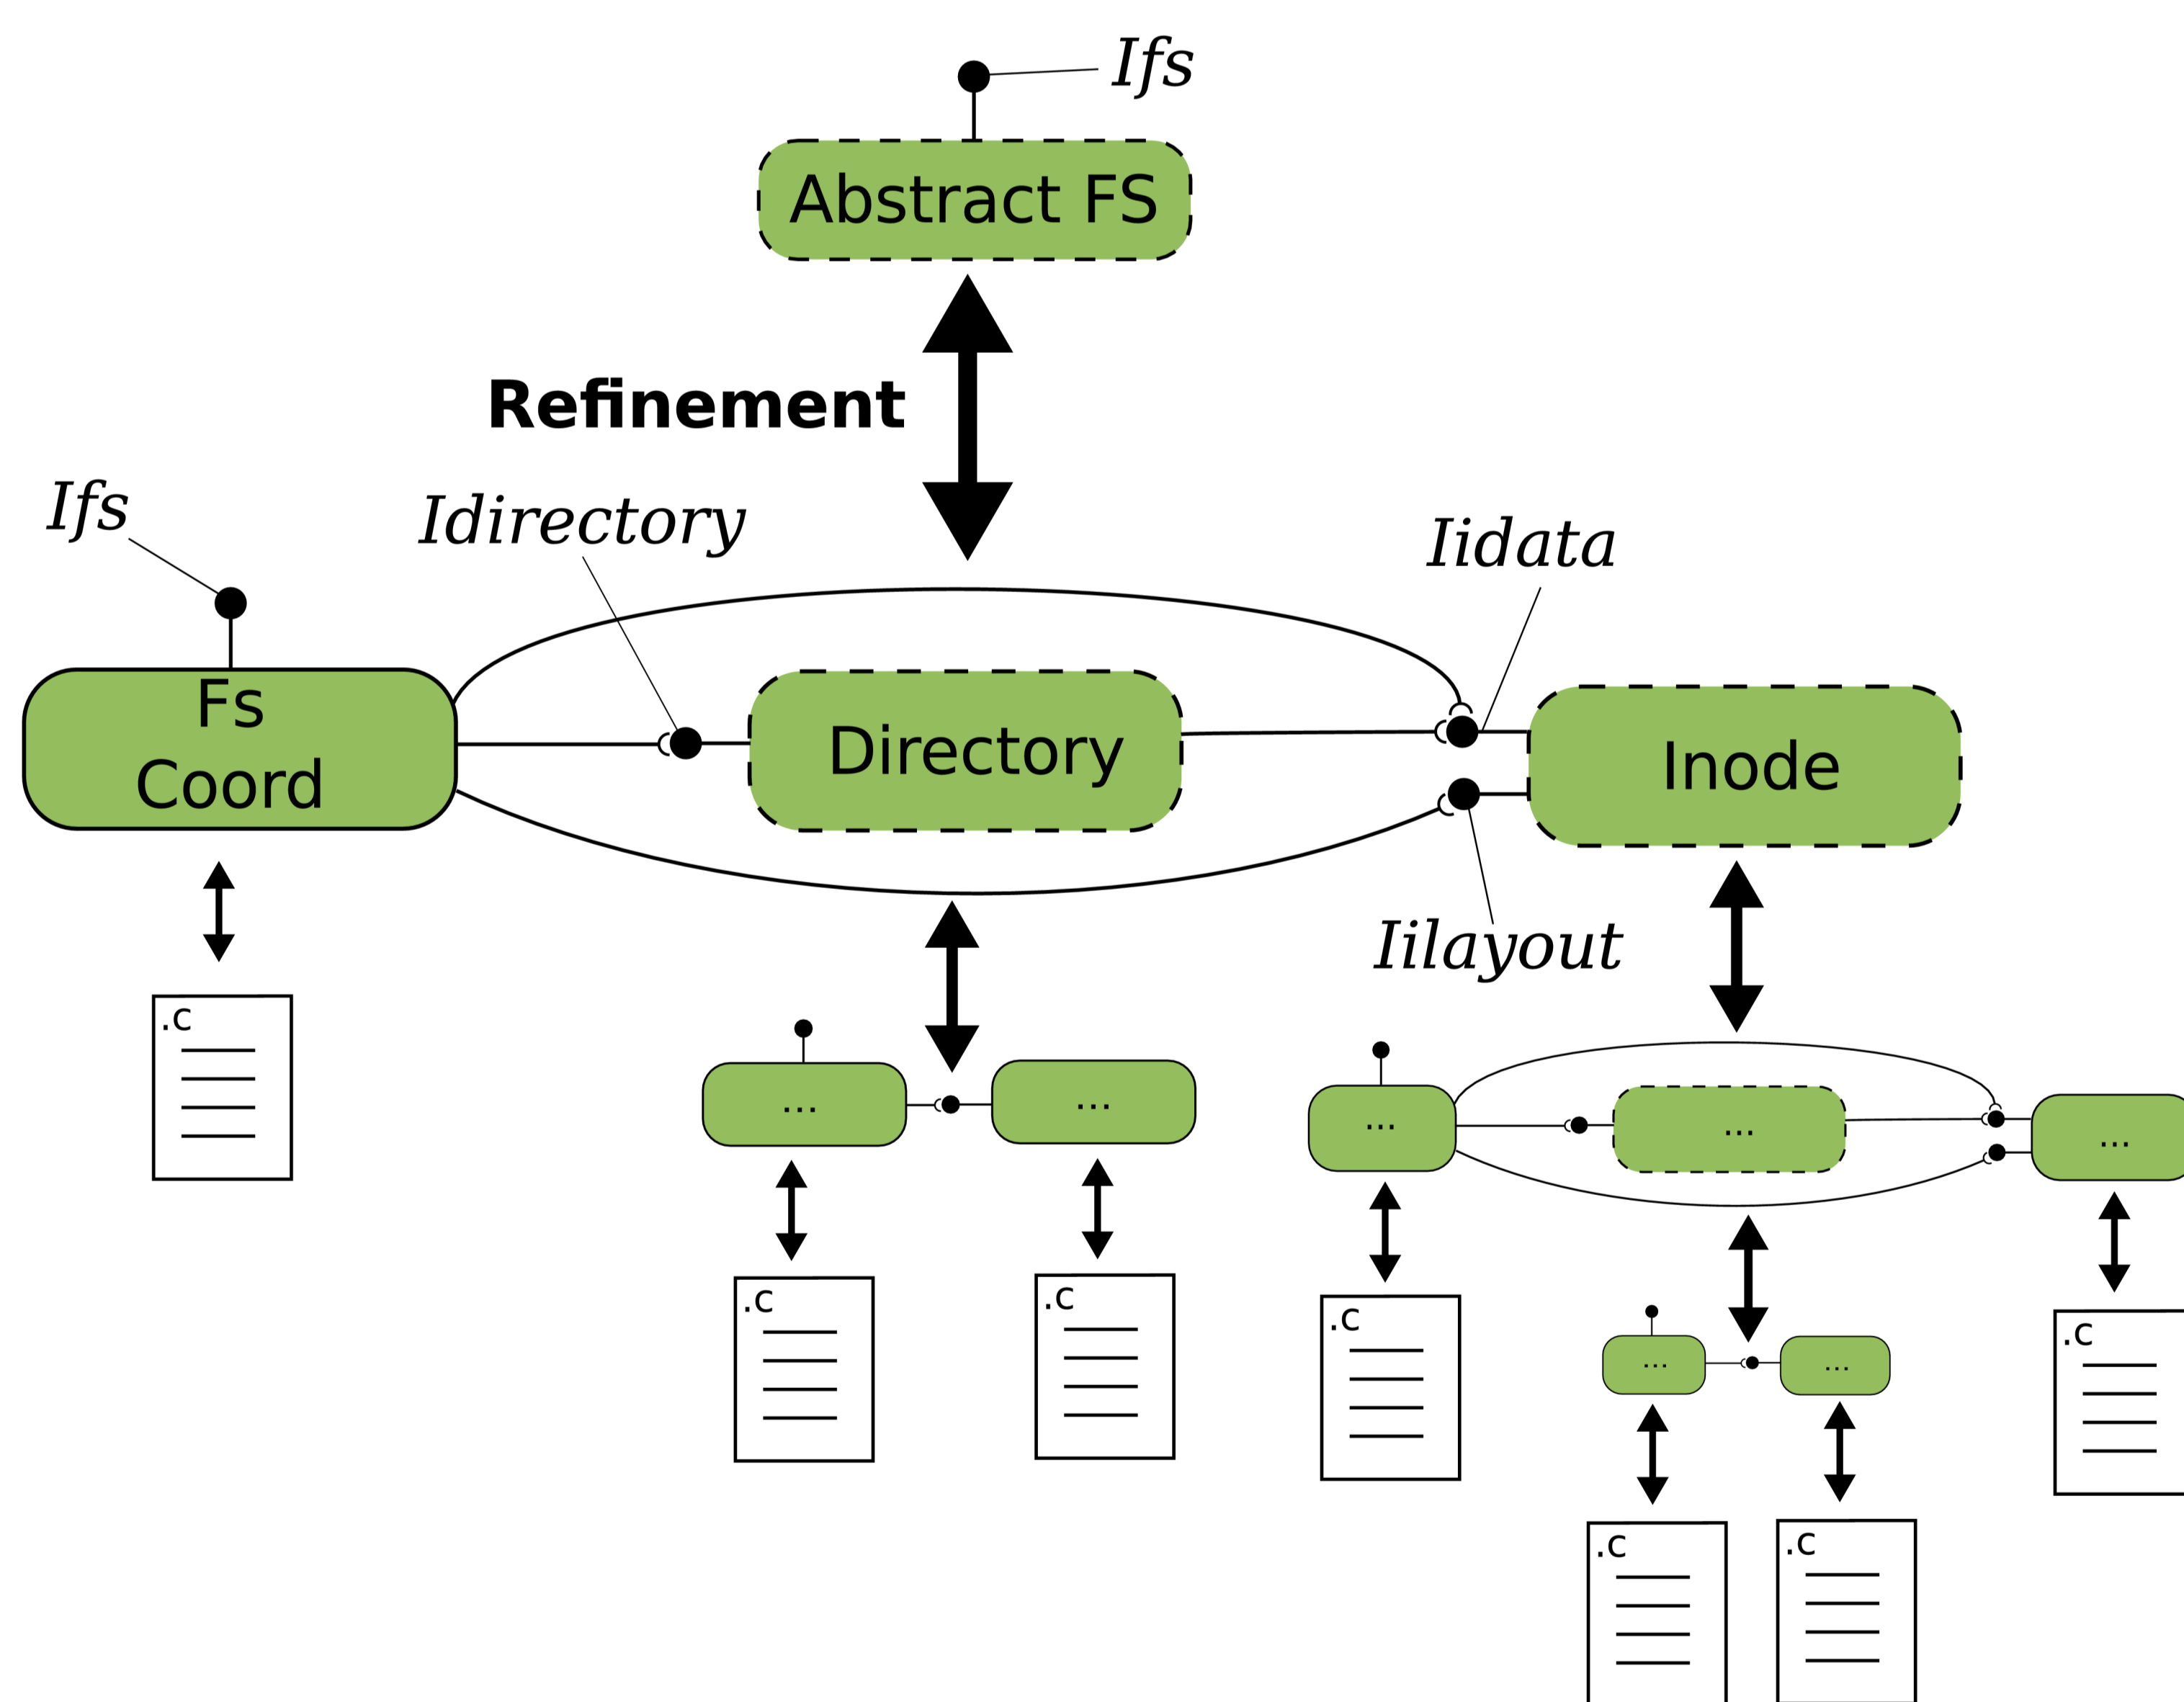 Ifs
Abstract FS
Refinement
Ifs
Idirectory
Iidata
Fs
Coord
Directory
Inode
Iilayout
.c
...
...
...
...
...
.c
.c
.c
.c
...
...
.c
.c